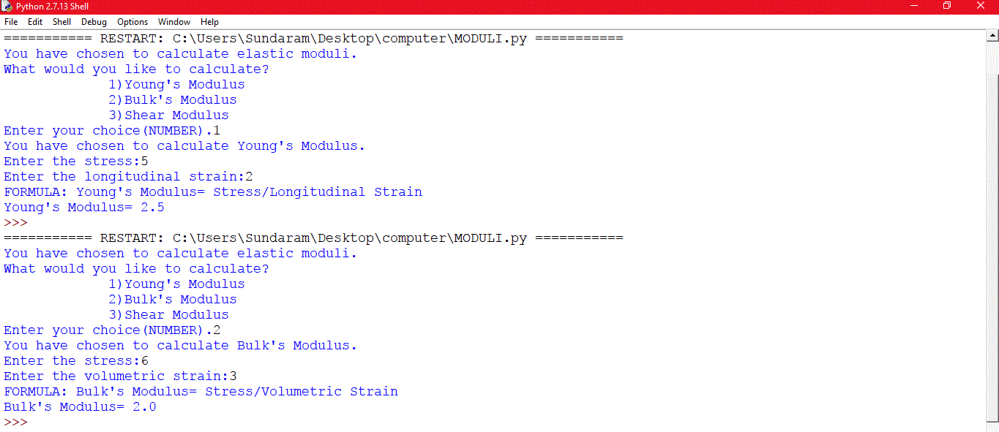 Python 2.7.13 Shell
File Edit Shell Debug Options Window Help
=========== RESTART: C:\Users\Sundaram\Desktop\computer\MODULI.py ===========
You have chosen to calculate elastic moduli.
What would you like to calculate?
1)Young's Modulus
2)Bulk's Modulus
3)Shear Modulus
Enter your choice(NUMBER).1
You have chosen to calculate Young's Modulus.
Enter the stress:5
Enter the longitudinal strain:2
FORMULA: Young's Modulus= Stress/Longitudinal Strain
Young's Modulus= 2.5
>>>
=========== RESTART: C:\Users\Sundaram\Desktop\computer\MODULI.py ===========
You have chosen to calculate elastic moduli.
What would you like to calculate?
1)Young's Modulus
2)Bulk's Modulus
3)Shear Modulus
Enter your choice(NUMBER).2
You have chosen to calculate Bulk's Modulus.
Enter the stress:6
Enter the volumetric strain:3
FORMULA: Bulk's Modulus= Stress/Volumetric Strain
Bulk's Modulus= 2.0
>>>